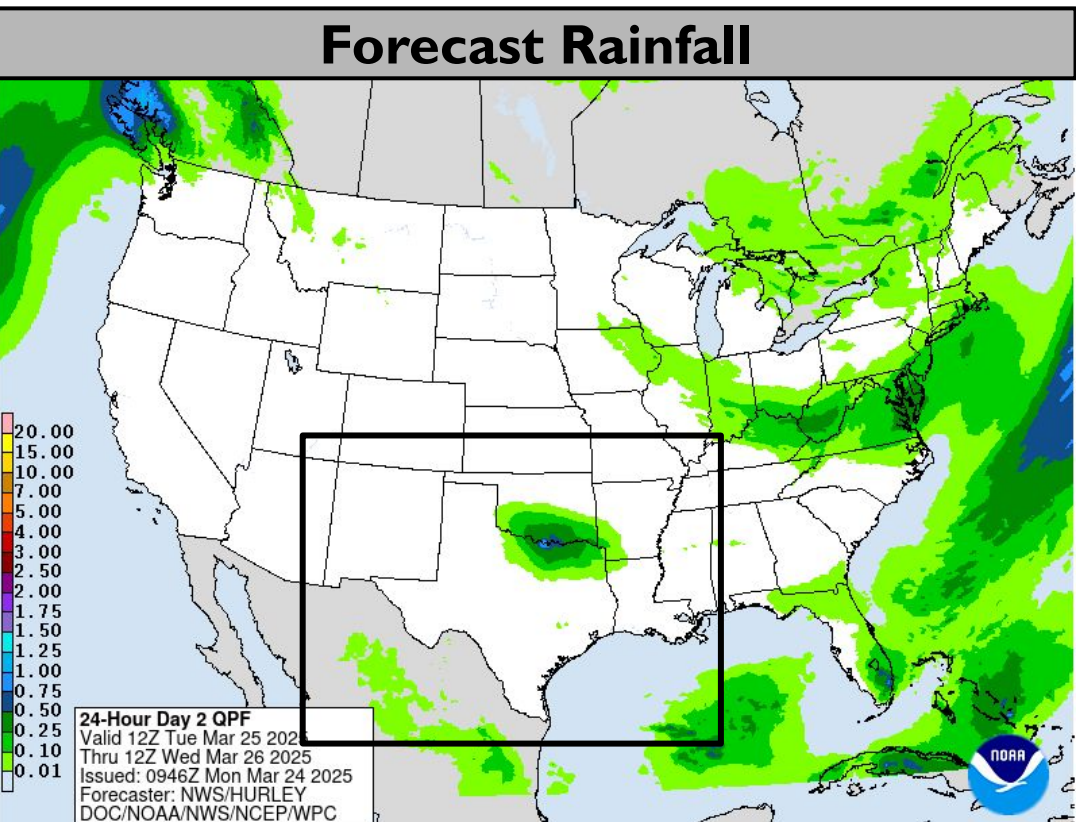 Forecast Rainfall
20.00
15.00
10.00
7.00
5.00
4.00
3.00
2.50
2.00
1.75
1.50
1.25
1.00
0.75
0.50
0.25
0.10
0.01
24-Hour Day 2 QPF
Valid 12Z Tue Mar 25 2025
Thru 12Z Wed Mar 26 2025
Issued: 0946Z Mon Mar 24 2025
Forecaster: NWS/HURLEY
DOC/NOAA/NWS/NCEP/WPC
NOAA